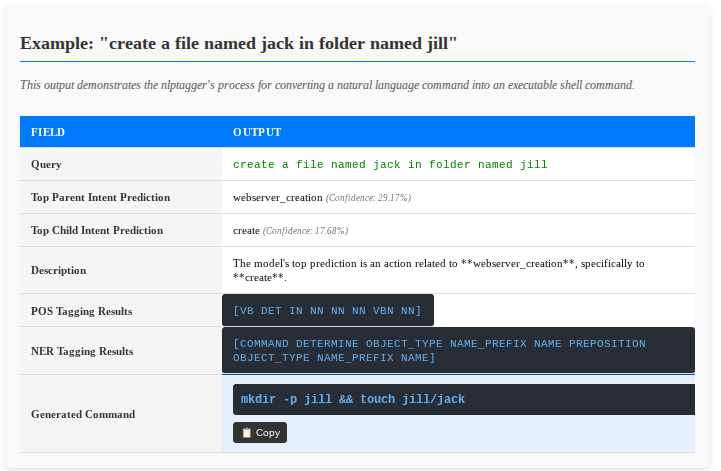 Example: "create a file named jack in folder named jill"
This output demonstrates the nlptagger's process for converting a natural language command into an executable shell command.
FIELD OUTPUT
Query create a file named jack in folder named jill
Top Parent Intent Prediction webserver_creation (Confidence: 29.17%)
Top Child Intent Prediction create (Confidence: 17.68%)
Description The model's top prediction is an action related to **webserver_creation**, specifically to
**create**.
POS Tagging Results [VB DET IN NN NN NN VBN NN]
NER Tagging Results [COMMAND DETERMINE OBJECT_TYPE NAME_PREFIX NAME PREPOSITION
OBJECT_TYPE NAME_PREFIX NAME]
Generated Command mkdir -p jill && touch jill/jack
📋 Copy